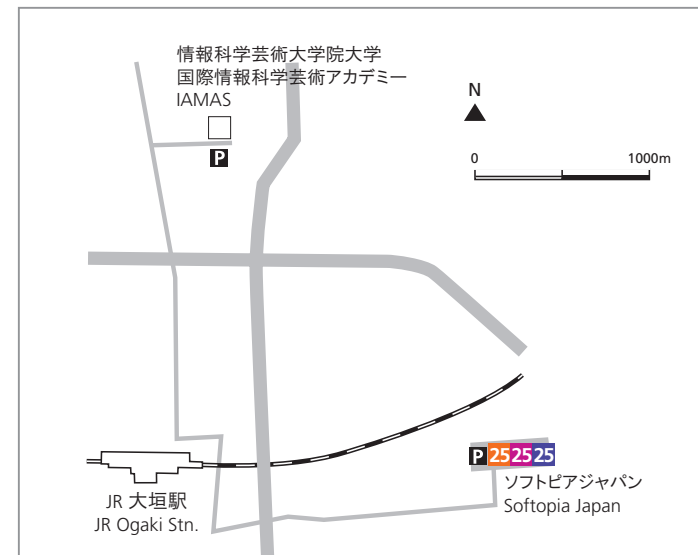 情報科学芸術大学院大学
国際情報科学芸術アカデミー
IAMAS
P
N
0 1000m
P 25 25 25
ソフトピアジャパン
Softopia Japan
JR 大垣駅
JR Ogaki Stn.